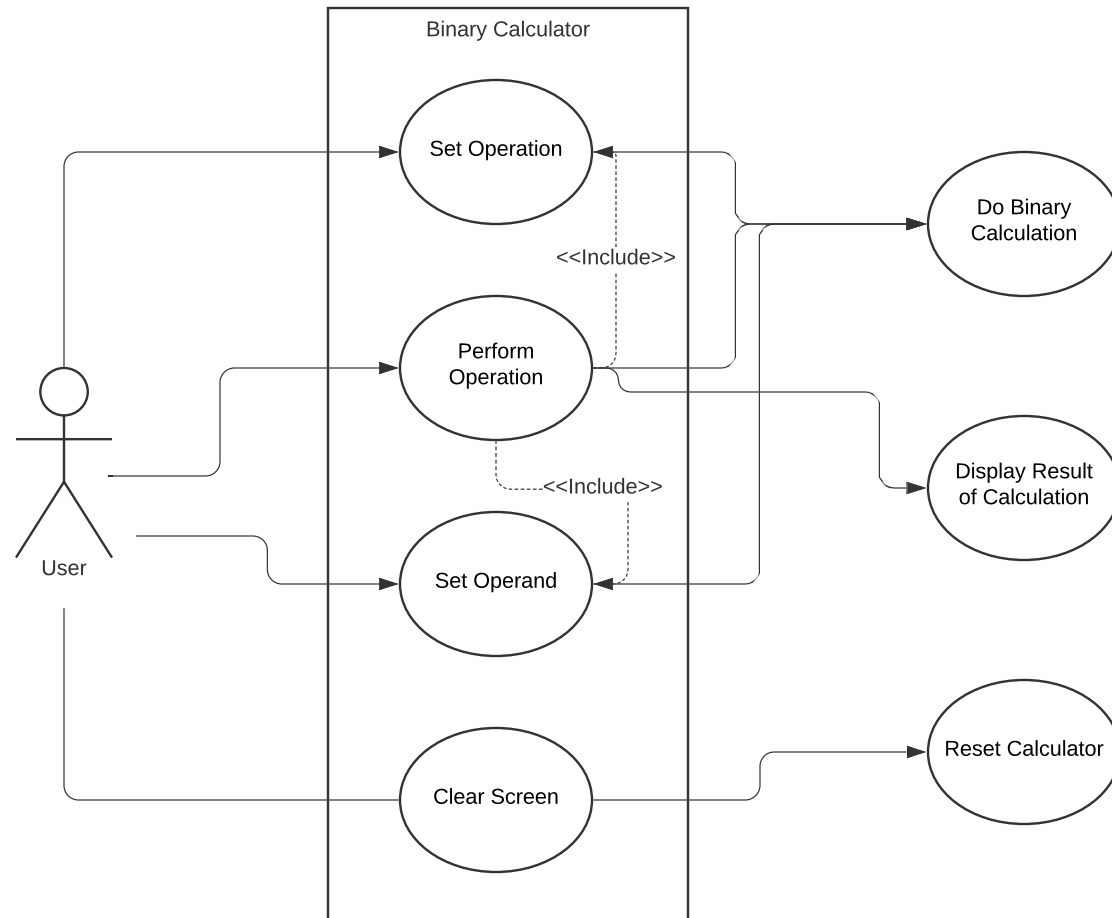 Binary Calculator
Set Operation
Do Binary
Calculation
<<Include>>
Perform
Operation
Display Result
of Calculation
<<Include>>
User
Set Operand
Reset Calculator
Clear Screen